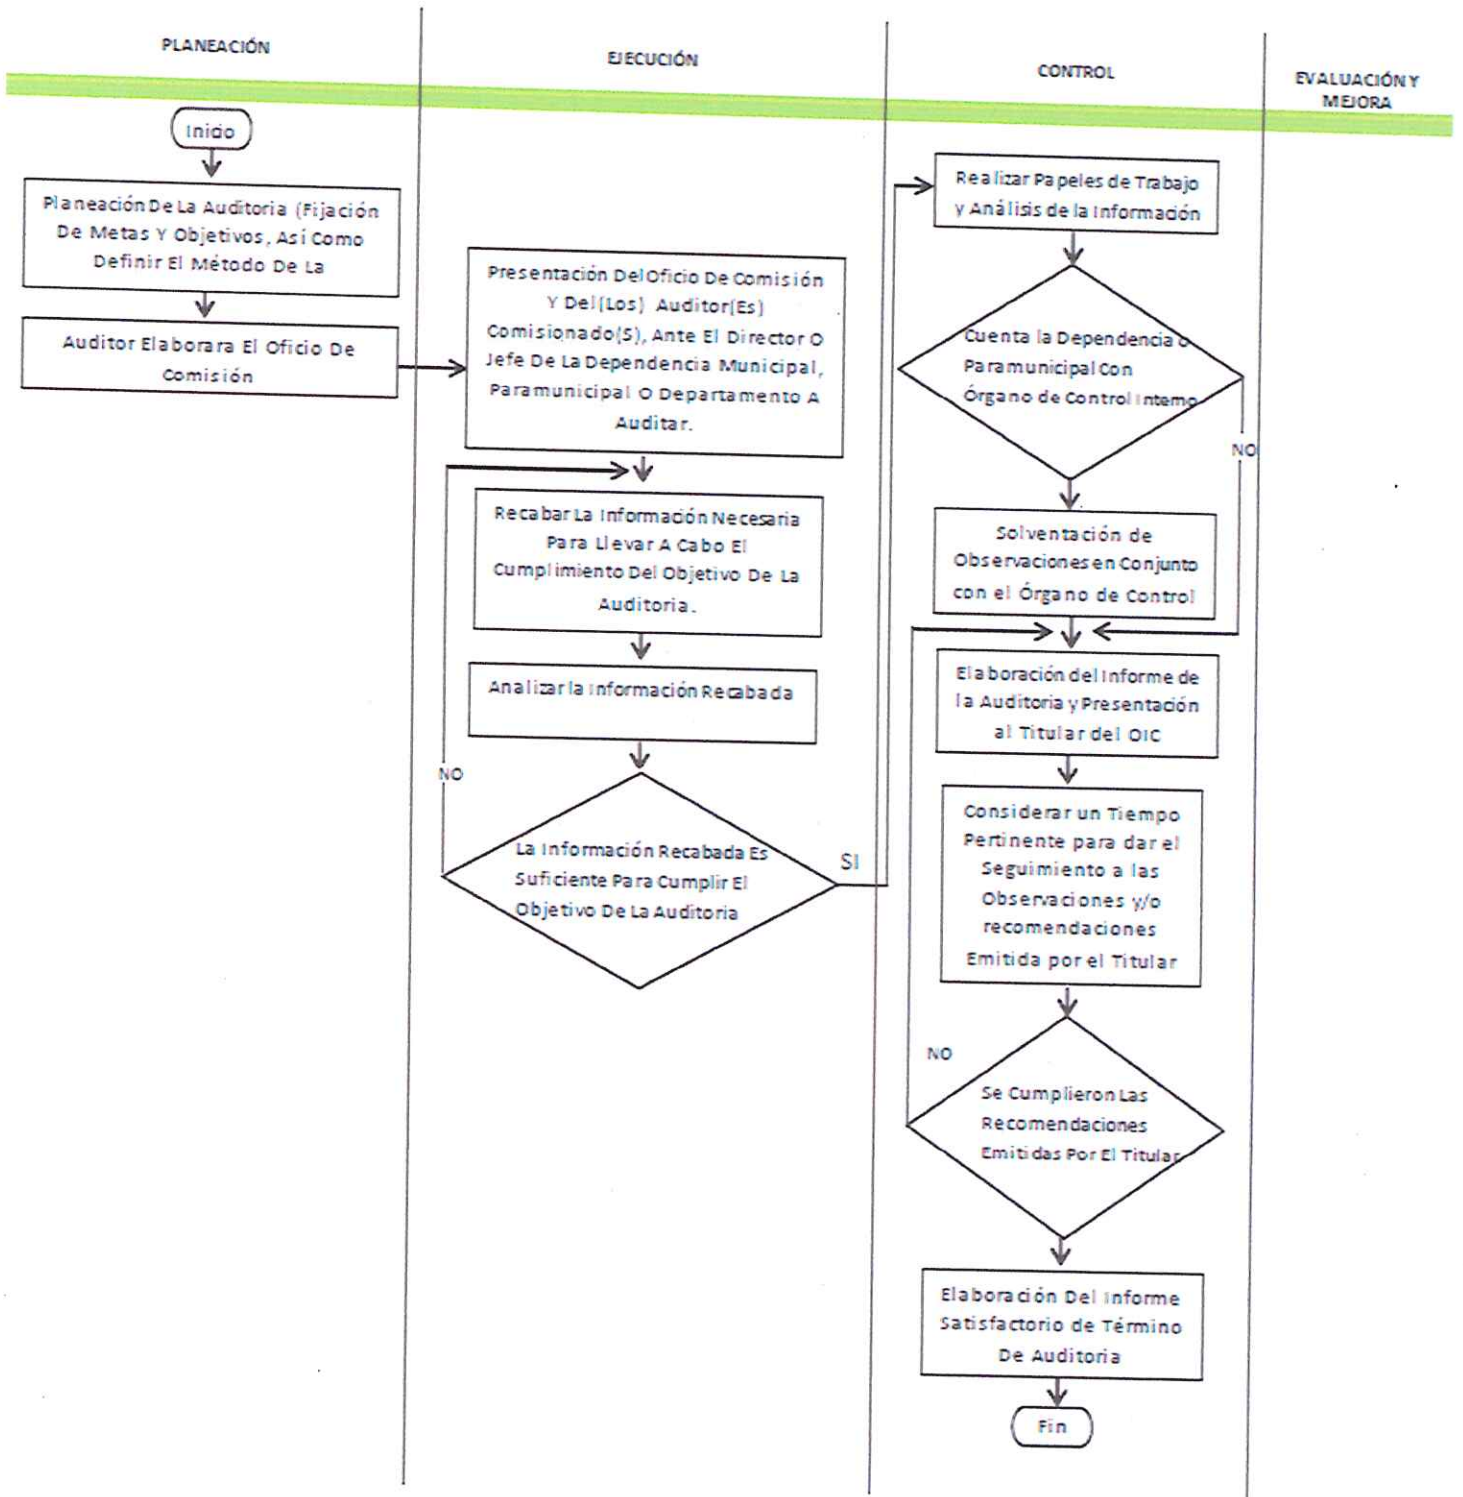 PLANEACIÓN
EJECUCIÓN
CONTROL
EVALUACIÓN Y
MEJORA
Inicio
Planeación De La Auditoria (Fijación
De Metas Y Objetivos, Así Como
Definir El Método De La
Auditor Elaborara El Oficio De
Comisión
Presentación Del Oficio De Comisión
Y Del(Los) Auditor(Es)
Comisionado(S), Ante El Director O
Jefe De La Dependencia Municipal,
Paramunicipal O Departamento A
Auditar.
Recabar La Información Necesaria
Para Llevar A Cabo El
Cumplimiento Del Objetivo De La
Auditoria.
Analizar la Información Recabada
NO
La Información Recabada Es
Suficiente Para Cumplir El
Objetivo De La Auditoria
SI
Realizar Papeles de Trabajo
y Análisis de la Información
Cuenta la Dependencia o
Paramunicipal Con
Órgano de Control Interno
NO
Solventación de
Observaciones en Conjunto
con el Órgano de Control
Elaboración del Informe de
la Auditoria y Presentación
al Titular del OIC
Considerar un Tiempo
Pertinente para dar el
Seguimiento a las
Observaciones y/o
recomendaciones
Emitida por el Titular
NO
Se Cumplieron Las
Recomendaciones
Emitidas Por El Titular
Elaboración Del Informe
Satisfactorio de Término
De Auditoria
Fin